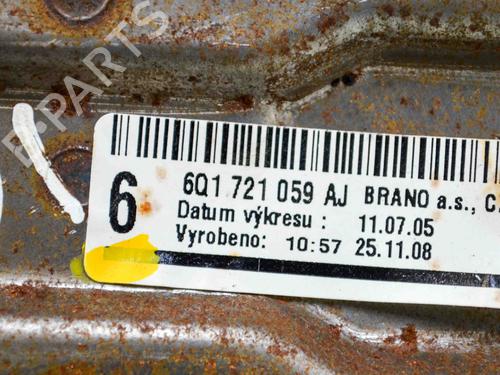 6
6Q1 721 059 AJ BRANO a.s., C.
Datum výkresu : 11.07.05
Vyrobeno: 10:57 25.11.08
B-PARTS